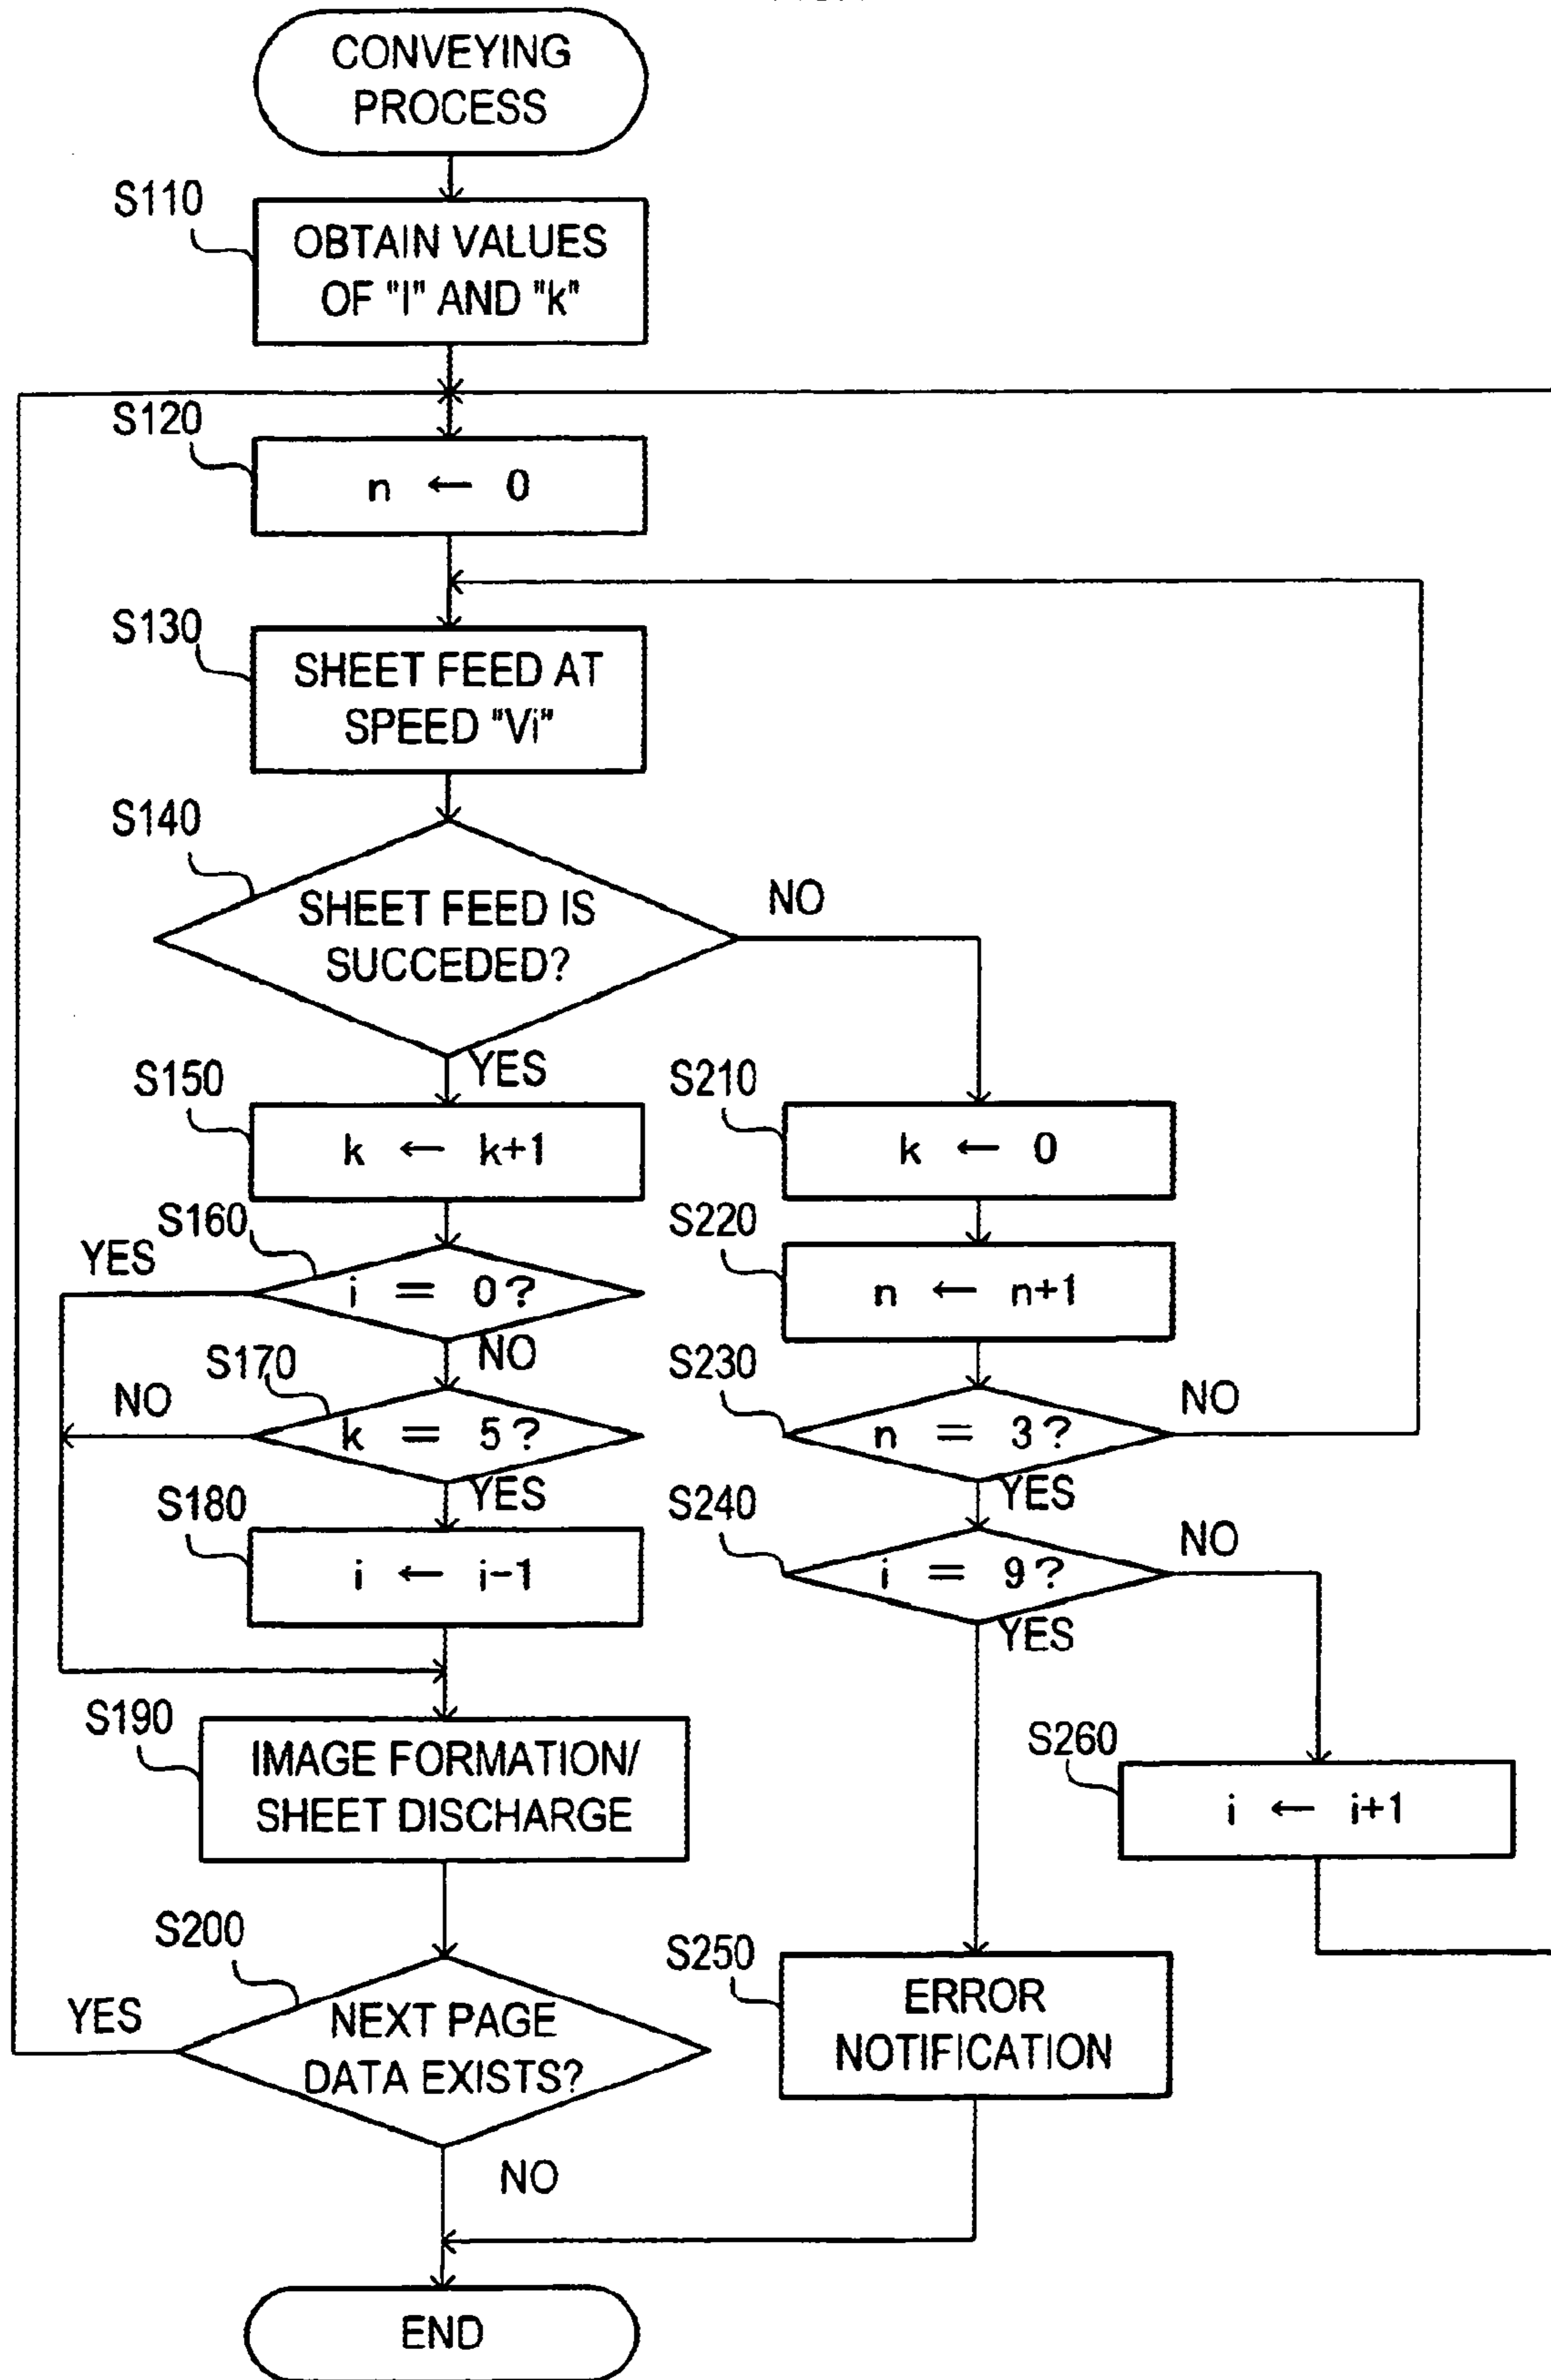 CONVEYING
PROCESS
S110
OBTAIN VALUES
OF "I" AND "k"
S120
n ← 0
S130
SHEET FEED AT
SPEED "Vi"
S140
SHEET FEED IS
SUCCEDED?
NO
YES
S150
k ← k+1
S160
YES
i = 0?
NO
S170
NO
k = 5?
YES
S180
i ← i-1
S190
IMAGE FORMATION/
SHEET DISCHARGE
S200
YES
NEXT PAGE
DATA EXISTS?
NO
S210
k ← 0
S220
n ← n+1
S230
n = 3?
NO
YES
S240
i = 9?
NO
YES
S250
ERROR
NOTIFICATION
S260
i ← i+1
END